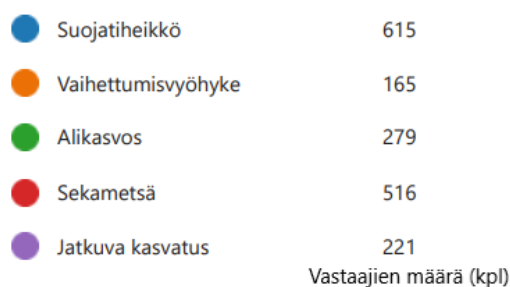 Suojatiheikkö 615
Vaihettumisvyöhyke 165
Alikasvos 279
Sekametsä 516
Jatkuva kasvatus 221
Vastaajien määrä (kpl)